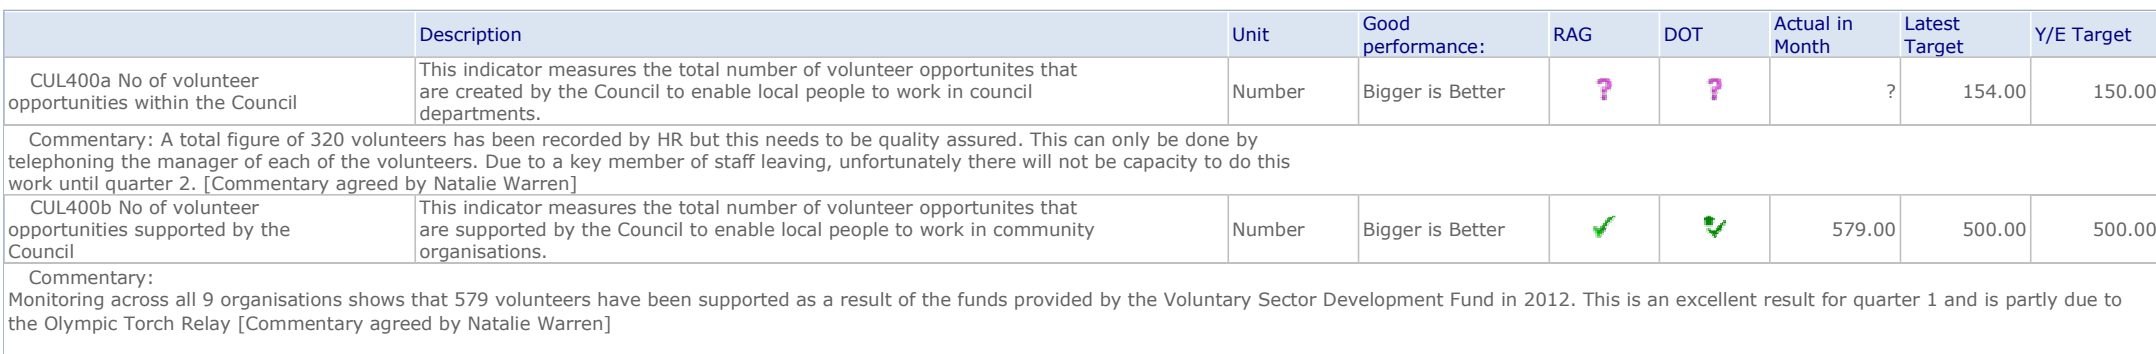 Description Unit Good performance: RAG DOT Actual in Month Latest Target Y/E Target
CUL400a No of volunteer
opportunities within the Council
This indicator measures the total number of volunteer opportunites that
are created by the Council to enable local people to work in council
departments.
Number
Bigger is Better
?
?
?
154.00
150.00
Commentary: A total figure of 320 volunteers has been recorded by HR but this needs to be quality assured. This can only be done by
telephoning the manager of each of the volunteers. Due to a key member of staff leaving, unfortunately there will not be capacity to do this
work until quarter 2. [Commentary agreed by Natalie Warren]
CUL400b No of volunteer
opportunities supported by the
Council
This indicator measures the total number of volunteer opportunites that
are supported by the Council to enable local people to work in community
organisations.
Number
Bigger is Better
579.00
500.00
500.00
Commentary:
Monitoring across all 9 organisations shows that 579 volunteers have been supported as a result of the funds provided by the Voluntary Sector Development Fund in 2012. This is an excellent result for quarter 1 and is partly due to
the Olympic Torch Relay [Commentary agreed by Natalie Warren]